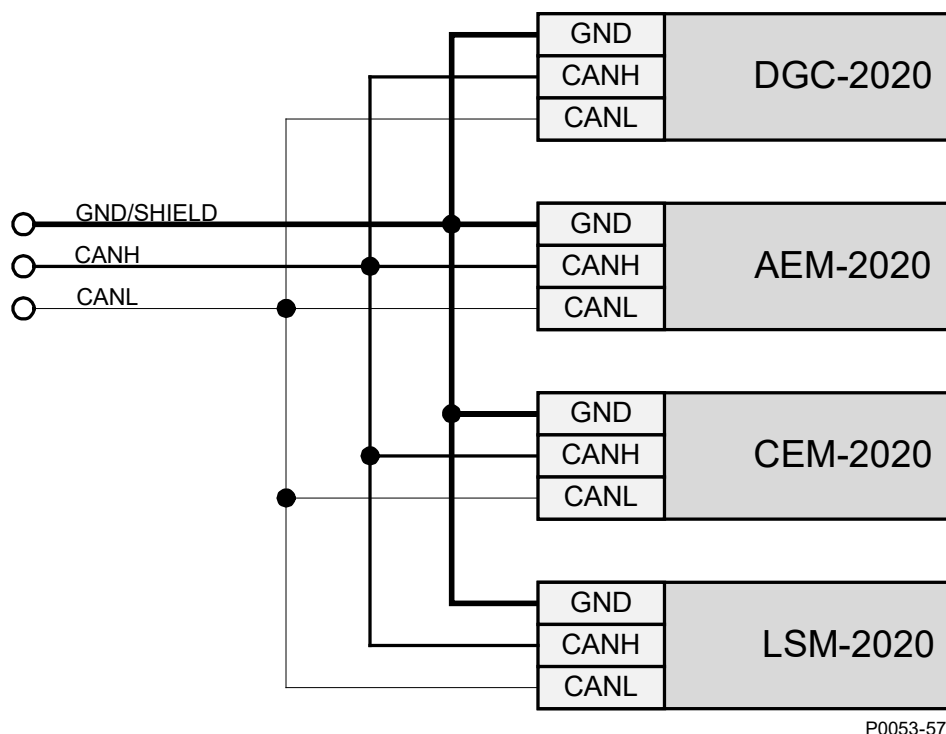 GND
CANH
CANL
DGC-2020
GND/SHIELD
CANH
CANL
GND
CANH
CANL
AEM-2020
GND
CANH
CANL
CEM-2020
GND
CANH
CANL
LSM-2020
P0053-57